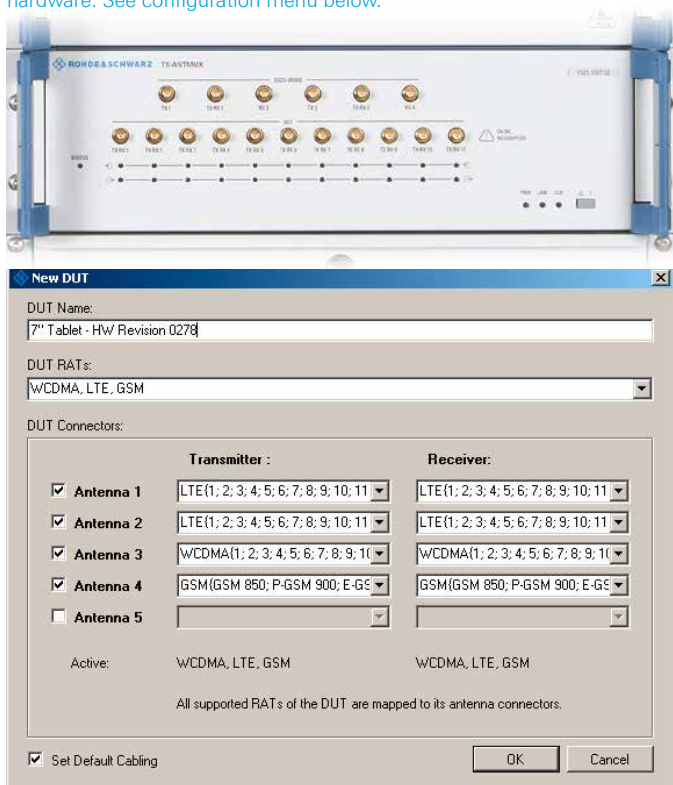 hardware. See configuration menu below.
ROHDE & SCHWARZ TS-ANTMUX
DUT
STATUS
New DUT
DUT Name:
7" Tablet - HW Revision 0278
DUT RATs:
WCDMA, LTE, GSM
DUT Connectors:
Transmitter : Receiver:
Antenna 1 LTE{1; 2; 3; 4; 5; 6; 7; 8; 9; 10; 11 LTE{1; 2; 3; 4; 5; 6; 7; 8; 9; 10; 11
Antenna 2 LTE{1; 2; 3; 4; 5; 6; 7; 8; 9; 10; 11 LTE{1; 2; 3; 4; 5; 6; 7; 8; 9; 10; 11
Antenna 3 WCDMA{1; 2; 3; 4; 5; 6; 7; 8; 9; 1( WCDMA{1; 2; 3; 4; 5; 6; 7; 8; 9; 1(
Antenna 4 GSM{GSM 850; P-GSM 900; E-GS GSM{GSM 850; P-GSM 900; E-GS
Antenna 5
Active: WCDMA, LTE, GSM WCDMA, LTE, GSM
All supported RATs of the DUT are mapped to its antenna connectors.
Set Default Cabling OK Cancel